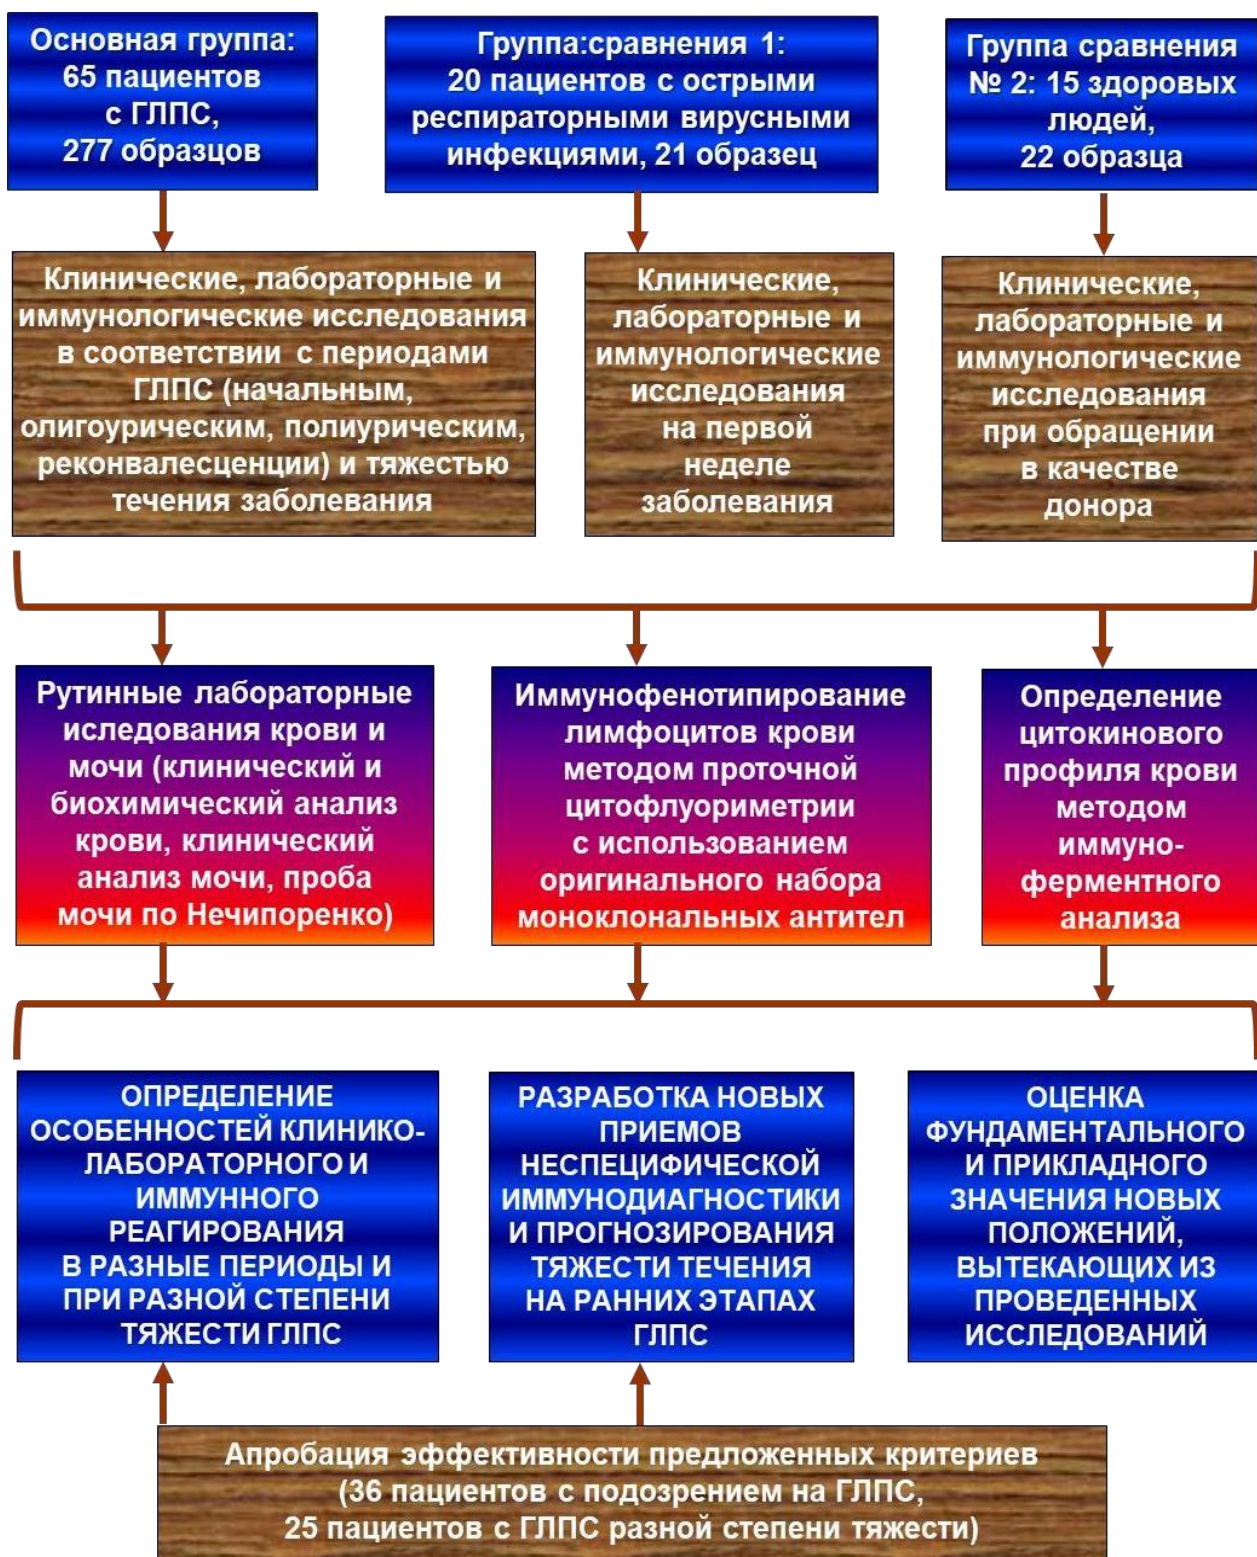 Основная группа:
65 пациентов
с ГЛПС,
277 образцов
Группа:сравнения 1:
20 пациентов с острыми
респираторными вирусными
инфекциями, 21 образец
Группа сравнения
№ 2: 15 здоровых
людей,
22 образца
Клинические, лабораторные и
иммунологические исследования
в соответствии с периодами
ГЛПС (начальным,
олигоурическим, полиурическим,
реконвалесценции) и тяжестью
течения заболевания
Клинические,
лабораторные и
иммунологические
исследования
на первой
неделе
заболевания
Клинические,
лабораторные и
иммунологические
исследования
при обращении
в качестве
донора
Рутинные лабораторные
иследования крови и
мочи (клинический и
биохимический анализ
крови, клинический
анализ мочи, проба
мочи по Нечипоренко)
Иммунофенотипирование
лимфоцитов крови
методом проточной
цитофлуориметрии
с использованием
оригинального набора
моноклональных антител
Определение
цитокинового
профиля крови
методом
иммуно-
ферментного
анализа
ОПРЕДЕЛЕНИЕ
ОСОБЕННОСТЕЙ КЛИНИКО-
ЛАБОРАТОРНОГО И
ИММУННОГО
РЕАГИРОВАНИЯ
В РАЗНЫЕ ПЕРИОДЫ И
ПРИ РАЗНОЙ СТЕПЕНИ
ТЯЖЕСТИ ГЛПС
РАЗРАБОТКА НОВЫХ
ПРИЕМОВ
НЕСПЕЦИФИЧЕСКОЙ
ИММУНОДИАГНОСТИКИ
И ПРОГНОЗИРОВАНИЯ
ТЯЖЕСТИ ТЕЧЕНИЯ
НА РАННИХ ЭТАПАХ
ГЛПС
ОЦЕНКА
ФУНДАМЕНТАЛЬНОГО
И ПРИКЛАДНОГО
ЗНАЧЕНИЯ НОВЫХ
ПОЛОЖЕНИЙ,
ВЫТЕКАЮЩИХ ИЗ
ПРОВЕДЕННЫХ
ИССЛЕДОВАНИЙ
Апробация эффективности предложенных критериев
(36 пациентов с подозрением на ГЛПС,
25 пациентов с ГЛПС разной степени тяжести)